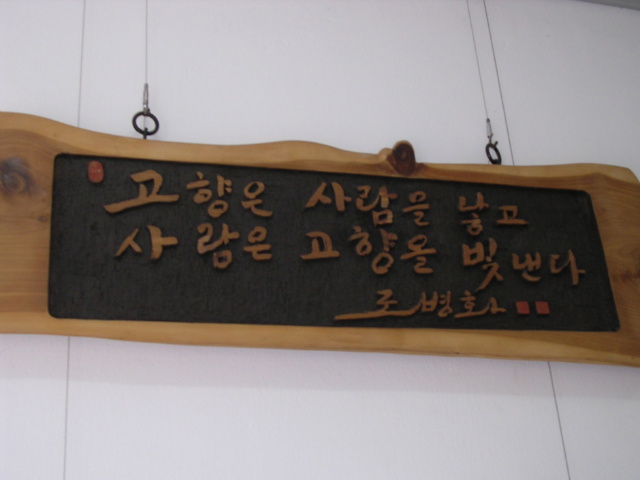 고향은 사람을 낳고
사람은 고향을 빛낸다
조병화